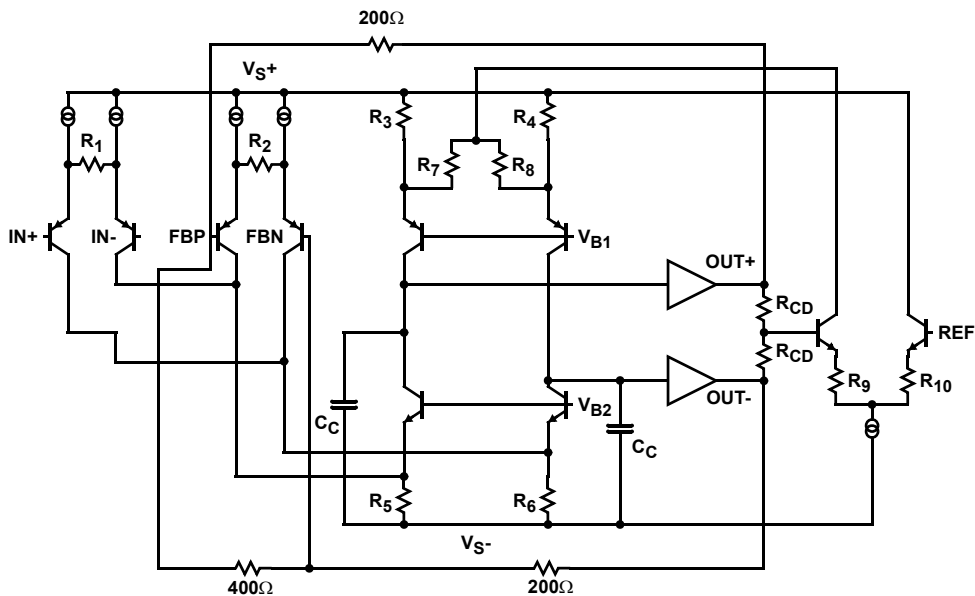 200Ω
VS+
R3
R4
R1
R2
R7
R8
IN+
IN-
FBP
FBN
VB1
OUT+
RCD
REF
RCD
R9
R10
OUT-
VB2
CC
CC
R5
R6
VS-
400Ω
200Ω